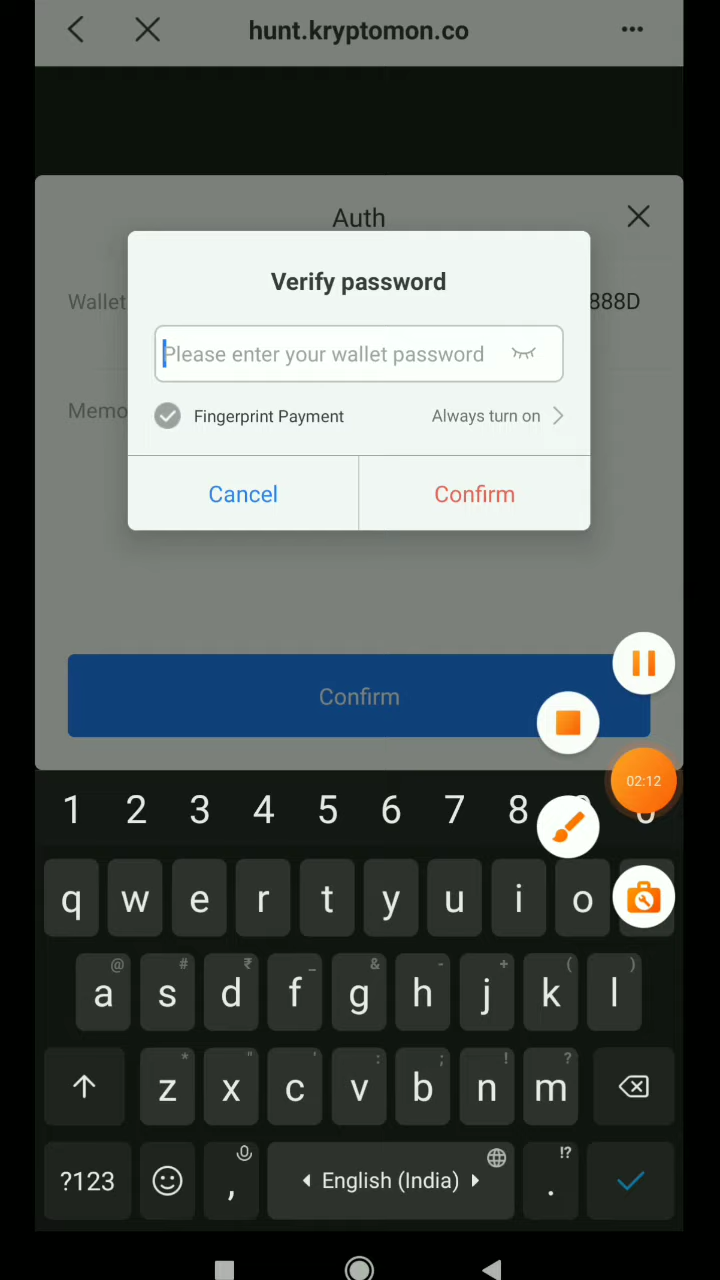 hunt.kryptomon.co
Auth
Verify password
Wallet
888D
Please enter your wallet password
Memo
Fingerprint Payment
Always turn on
Cancel
Confirm
Confirm
02:12
1 2 3 4 5 6 7 8
q w e r t y u i o
@ # ₹ _ & - + ( )
a s d f g h j k l
* " ' : ; ! ?
z x c v b n m
?123 , English (India) . !?